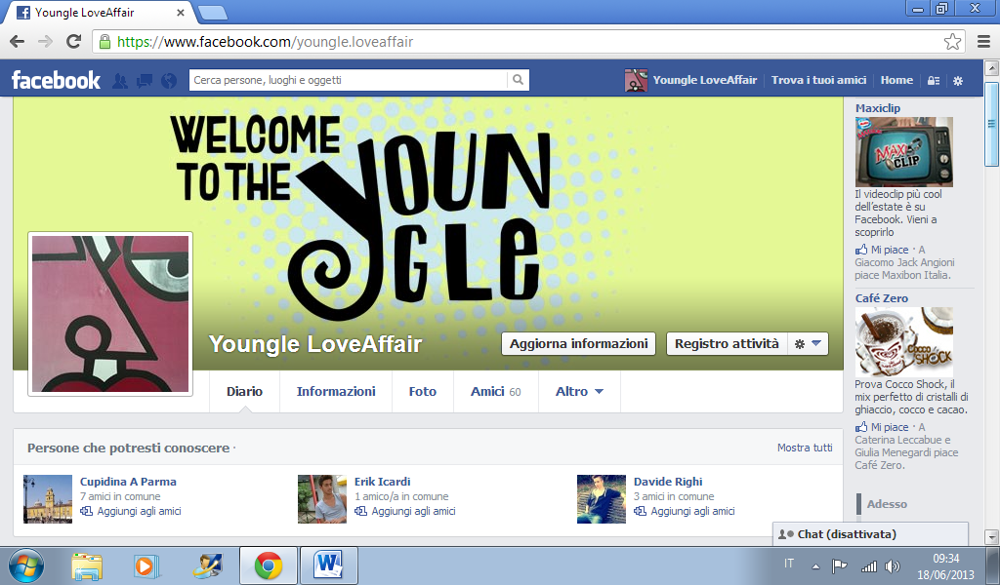 Youngle LoveAffair
https://www.facebook.com/youngle.loveaffair
facebook
Cerca persone, luoghi e oggetti
Youngle LoveAffair
Trova i tuoi amici
Home
WELCOME
TO THE
YOUN
GLE
Youngle LoveAffair
Aggiorna informazioni
Registro attività
Diario
Informazioni
Foto
Amici 60
Altro
Persone che potresti conoscere ·
Mostra tutti
Cupidina A Parma
7 amici in comune
Aggiungi agli amici
Erik Icardi
1 amico/a in comune
Aggiungi agli amici
Davide Righi
3 amici in comune
Aggiungi agli amici
Maxiclip
MAXI
CLIP
Il videoclip più cool
dell'estate è su
Facebook. Vieni a
scoprirlo
Mi piace · A
Giacomo Jack Angioni
piace Maxibon Italia.
Café Zero
COCCO
SHOCK
Prova Cocco Shock, il
mix perfetto di cristalli di
ghiaccio, cocco e cacao.
Mi piace · A
Caterina Leccabue e
Giulia Menegardi piace
Café Zero.
Adesso
Chat (disattivata)
IT
09:34
18/06/2013